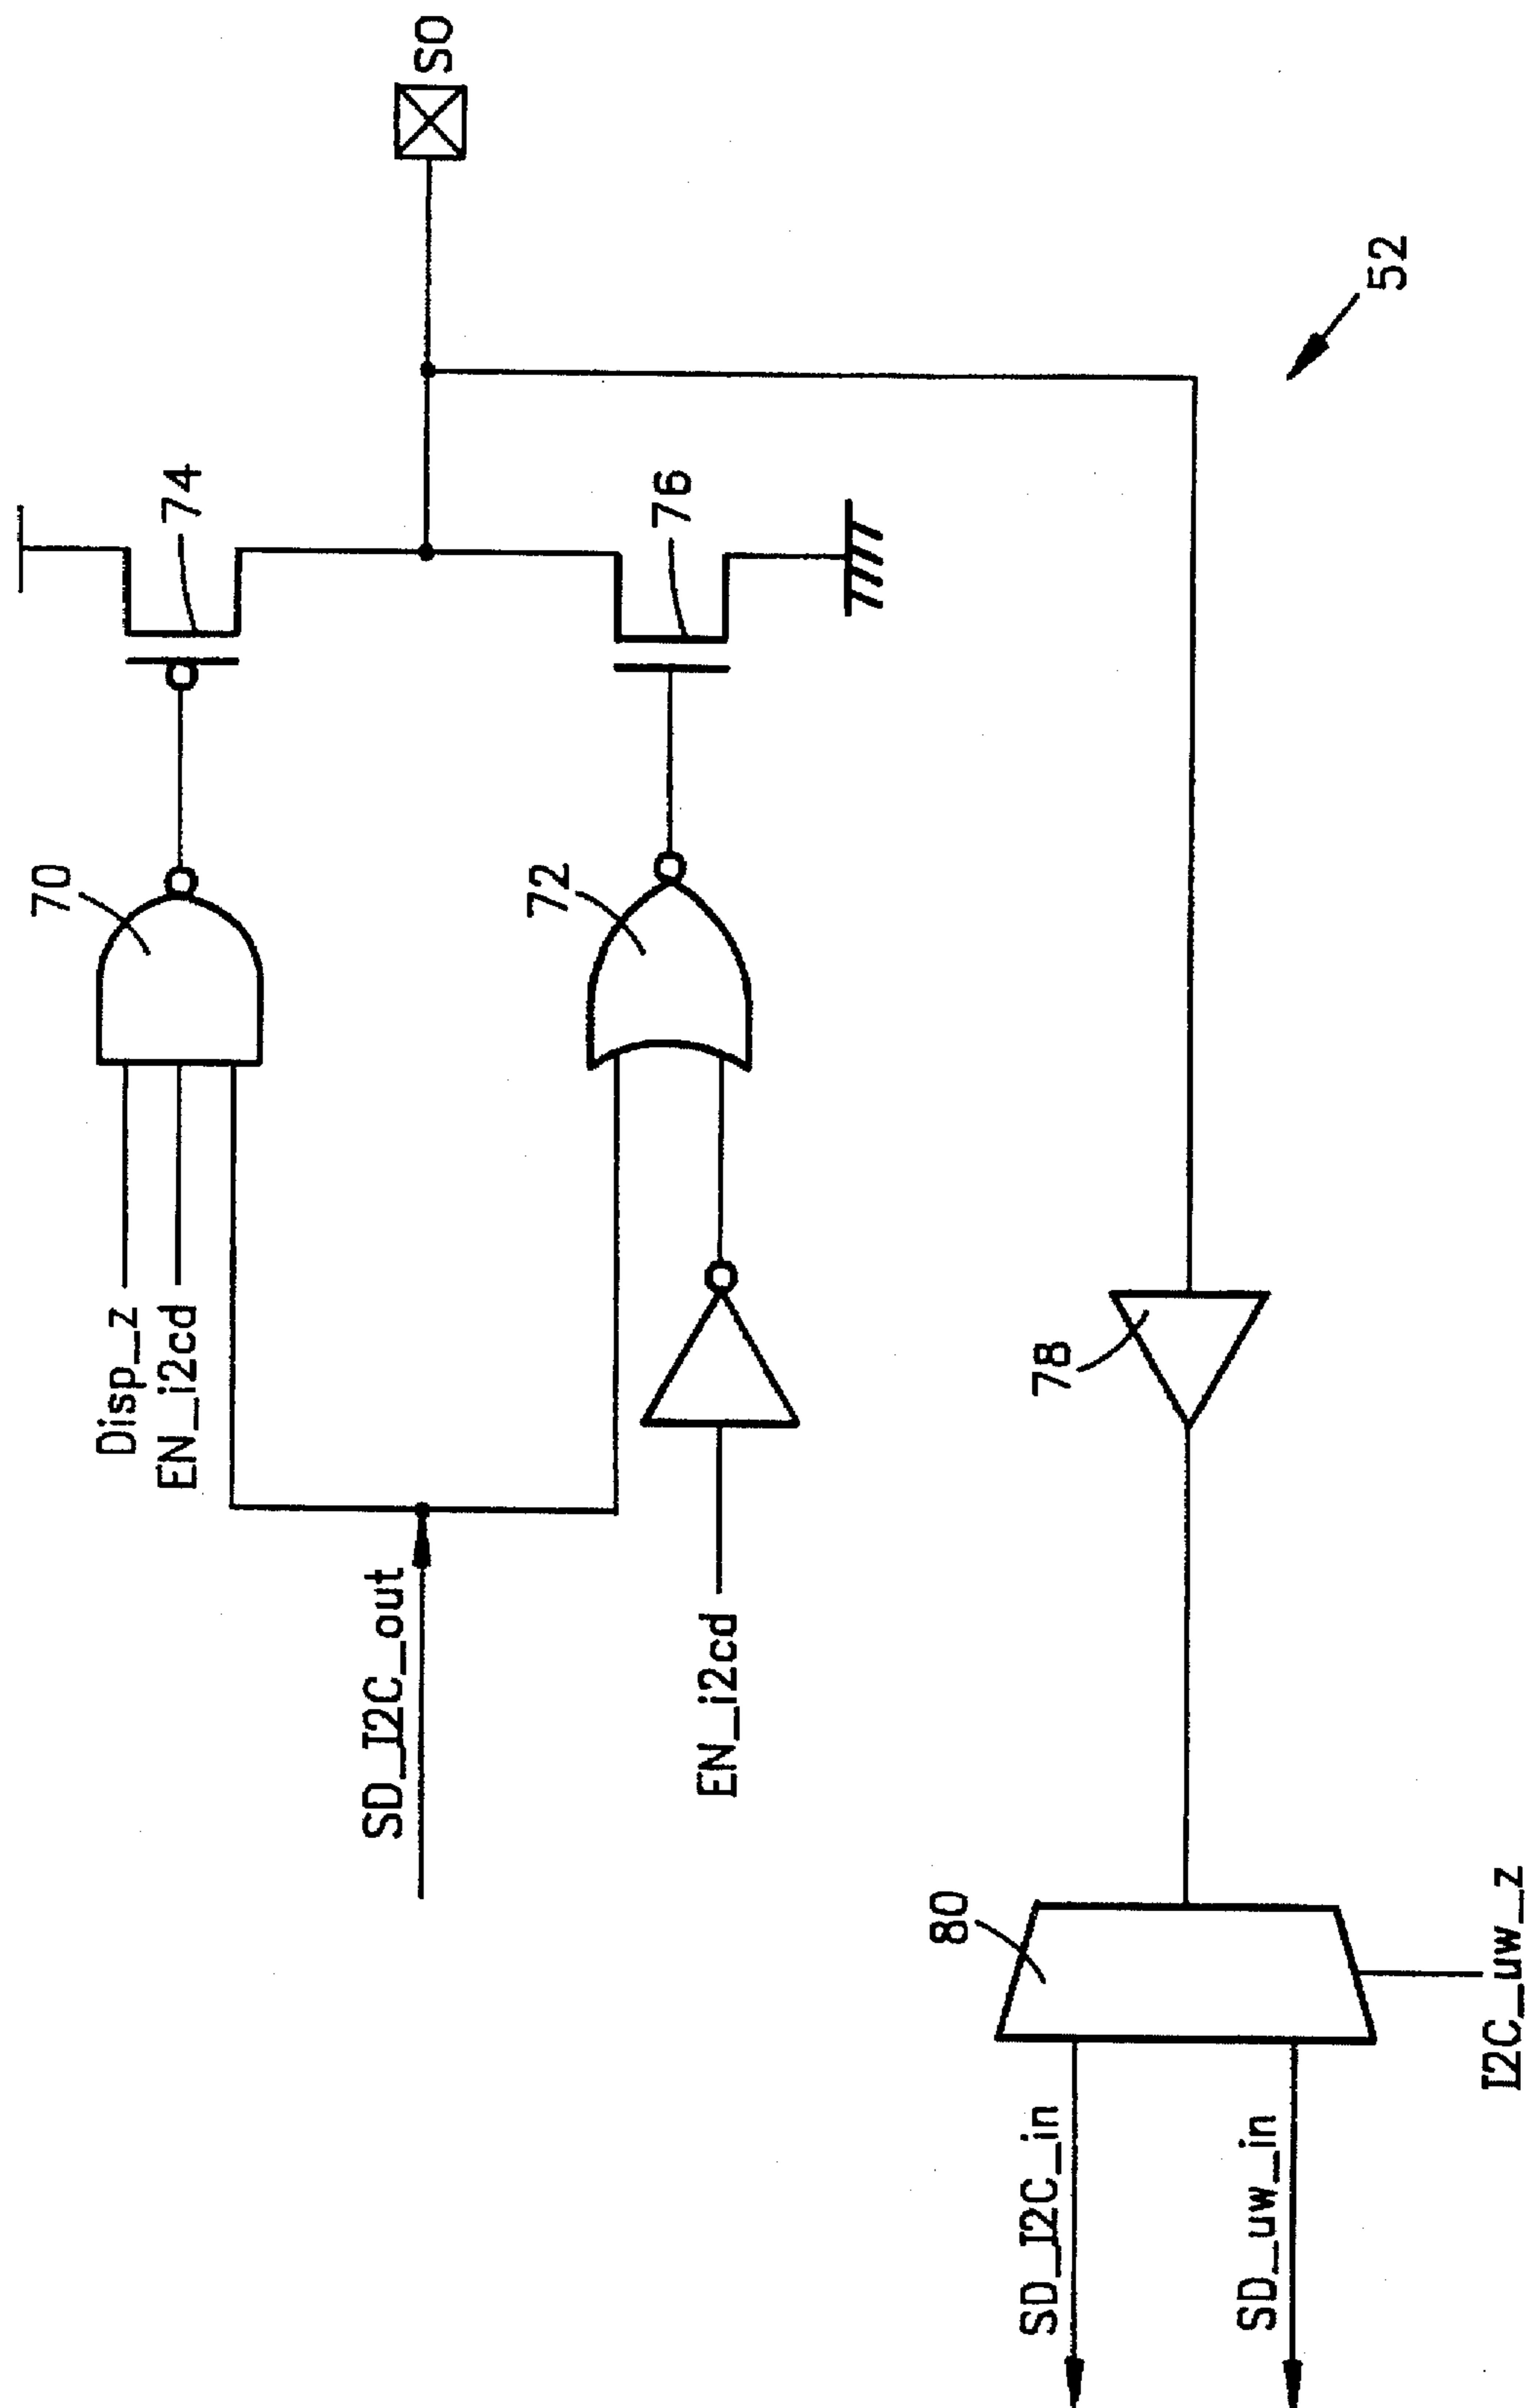 Disp_z
EN_i2cd
70
74
SD_I2C_out
72
76
SO
EN_i2cd
78
80
SD_I2C_in
SD_uw_in
I2C_uw_z
52